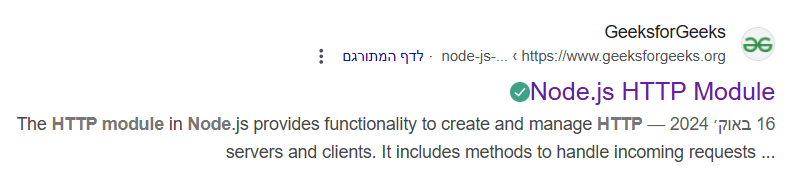 GeeksforGeeks
https://www.geeksforgeeks.org › node-js-... · לדף המתורגם
Node.js HTTP Module
16 באוק׳ 2024 — The HTTP module in Node.js provides functionality to create and manage HTTP
servers and clients. It includes methods to handle incoming requests ...